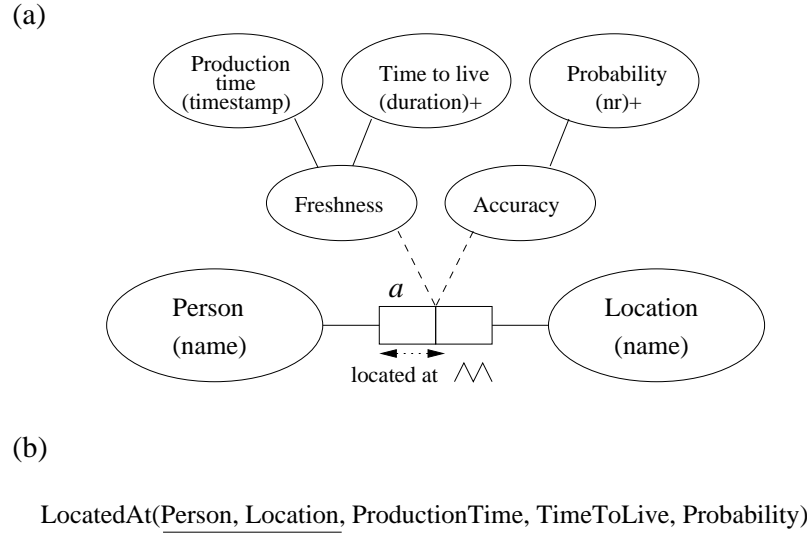 (a)
Production
time
(timestamp)
Time to live
(duration)+
Probability
(nr)+
Freshness
Accuracy
a
Person
(name)
Location
(name)
located at
(b)
LocatedAt(Person, Location, ProductionTime, TimeToLive, Probability)